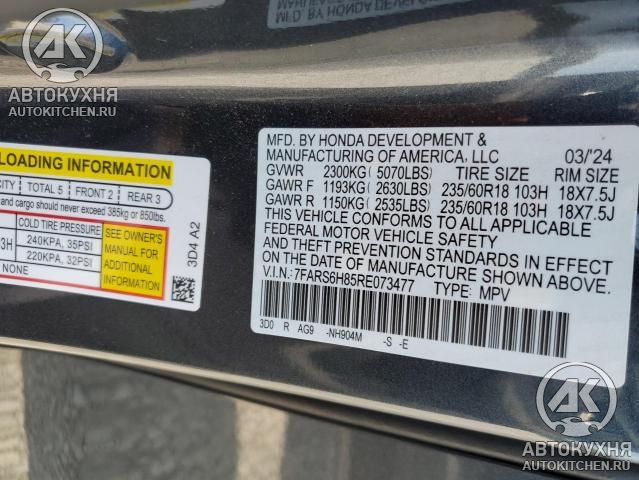 AK
АВТОКУХНЯ
AUTOKITCHEN.RU
MFD. BY HONDA DEVELOPMENT &
MANUFACTURING OF AMERICA, LLC 03/'24
GVWR 2300KG ( 5070LBS) TIRE SIZE RIM SIZE
GAWR F 1193KG ( 2630LBS) 235/60R18 103H 18X7.5J
GAWR R 1150KG ( 2535LBS) 235/60R18 103H 18X7.5J
THIS VEHICLE CONFORMS TO ALL APPLICABLE
FEDERAL MOTOR VEHICLE SAFETY
AND THEFT PREVENTION STANDARDS IN EFFECT
ON THE DATE OF MANUFACTURE SHOWN ABOVE.
V.I.N.: 7FARS6H85RE073477 TYPE: MPV
3D0 R AG9 -NH904M -S -E
LOADING INFORMATION
CITY TOTAL 5 FRONT 2 REAR 3
and cargo should never exceed 385kg or 850lbs.
COLD TIRE PRESSURE
3H 240KPA, 35PSI
220KPA, 32PSI
NONE
SEE OWNER'S
MANUAL FOR
ADDITIONAL
INFORMATION
3D4 A2
AK
АВТОКУХНЯ
AUTOKITCHEN.RU